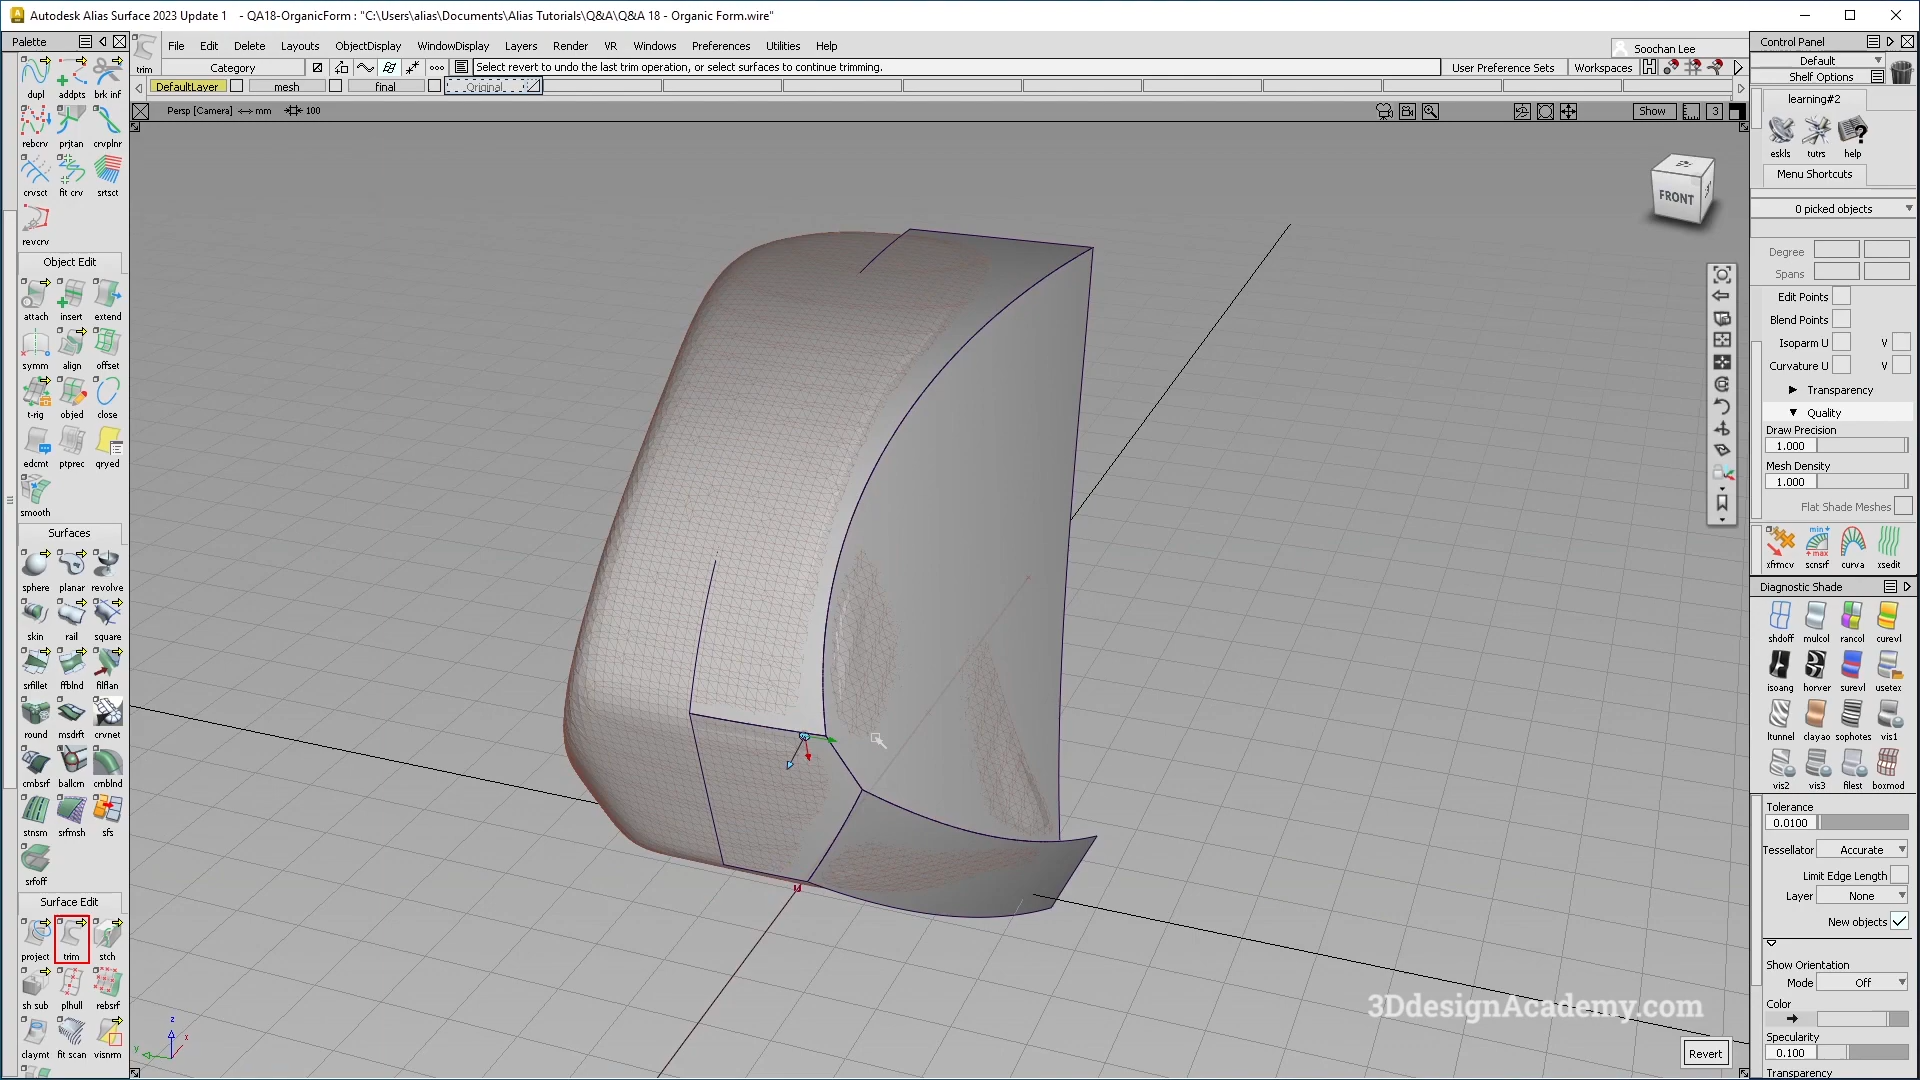 Autodesk Alias Surface 2023 Update 1 - QA18-OrganicForm : "C:\Users\alias\Documents\Alias Tutorials\Q&A\Q&A 18 - Organic Form.wire"
Palette
File Edit Delete Layouts ObjectDisplay WindowDisplay Layers Render VR Windows Preferences Utilities Help
Soochan Lee
trim
Category
Select revert to undo the last trim operation, or select surfaces to continue trimming.
User Preference Sets
Workspaces
DefaultLayer
mesh
final
Original
Persp [Camera] mm 100
Show
3
dupl addpts brk inf
rebcrv prjtan crvplnr
crvsct fit crv srtsct
revcrv
Object Edit
attach insert extend
symm align offset
t-rig objed close
edcmt ptprec qryed
smooth
Surfaces
sphere planar revolve
skin rail square
srfillet ffblnd filflan
round msdrft crvnet
cmbsrf ballcrn cmblnd
stnsm srfmsh sfs
srfoff
Surface Edit
project trim stch
sh sub plhull rebsrf
claymt fit scan visnrm
FRONT
z
x
y
3DdesignAcademy.com
Revert
Control Panel
Default
Shelf Options
learning#2
eskls tutrs help
Menu Shortcuts
0 picked objects
Degree
Spans
Edit Points
Blend Points
Isoparm U V
Curvature U V
Transparency
Quality
Draw Precision
1.000
Mesh Density
1.000
Flat Shade Meshes
min+
+max
xfrmcv scnsrf curva xsedit
Diagnostic Shade
shdoff mulcol rancol curevl
isoang horver surevl usetex
ltunnel clayao sophotes vis1
vis2 vis3 filest boxmod
Tolerance
0.0100
Tessellator Accurate
Limit Edge Length
Layer None
New objects
Show Orientation
Mode Off
Color
Specularity
0.100
Transparency